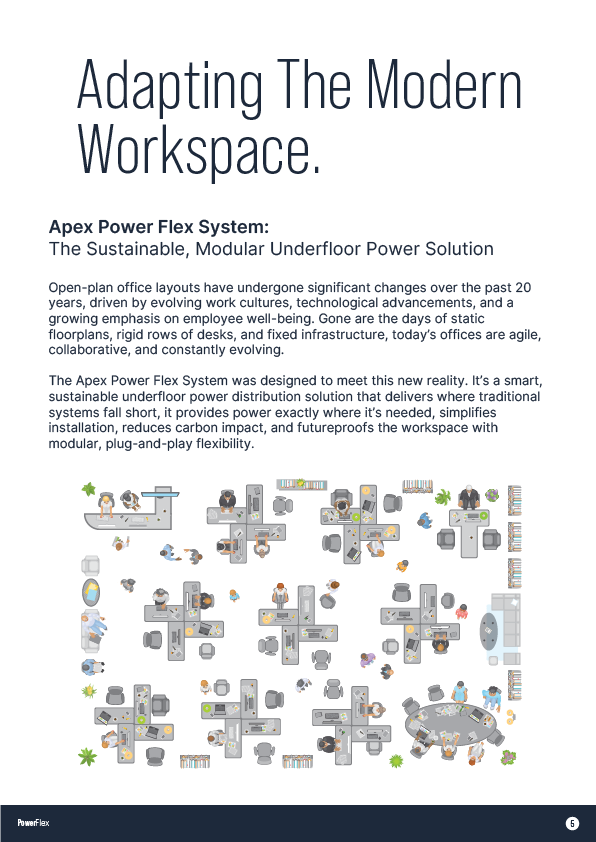 Adapting The Modern
Workspace.
Apex Power Flex System:
The Sustainable, Modular Underfloor Power Solution
Open-plan office layouts have undergone significant changes over the past 20
years, driven by evolving work cultures, technological advancements, and a
growing emphasis on employee well-being. Gone are the days of static
floorplans, rigid rows of desks, and fixed infrastructure, today’s offices are agile,
collaborative, and constantly evolving.
The Apex Power Flex System was designed to meet this new reality. It’s a smart,
sustainable underfloor power distribution solution that delivers where traditional
systems fall short, it provides power exactly where it’s needed, simplifies
installation, reduces carbon impact, and futureproofs the workspace with
modular, plug-and-play flexibility.
PowerFlex
5